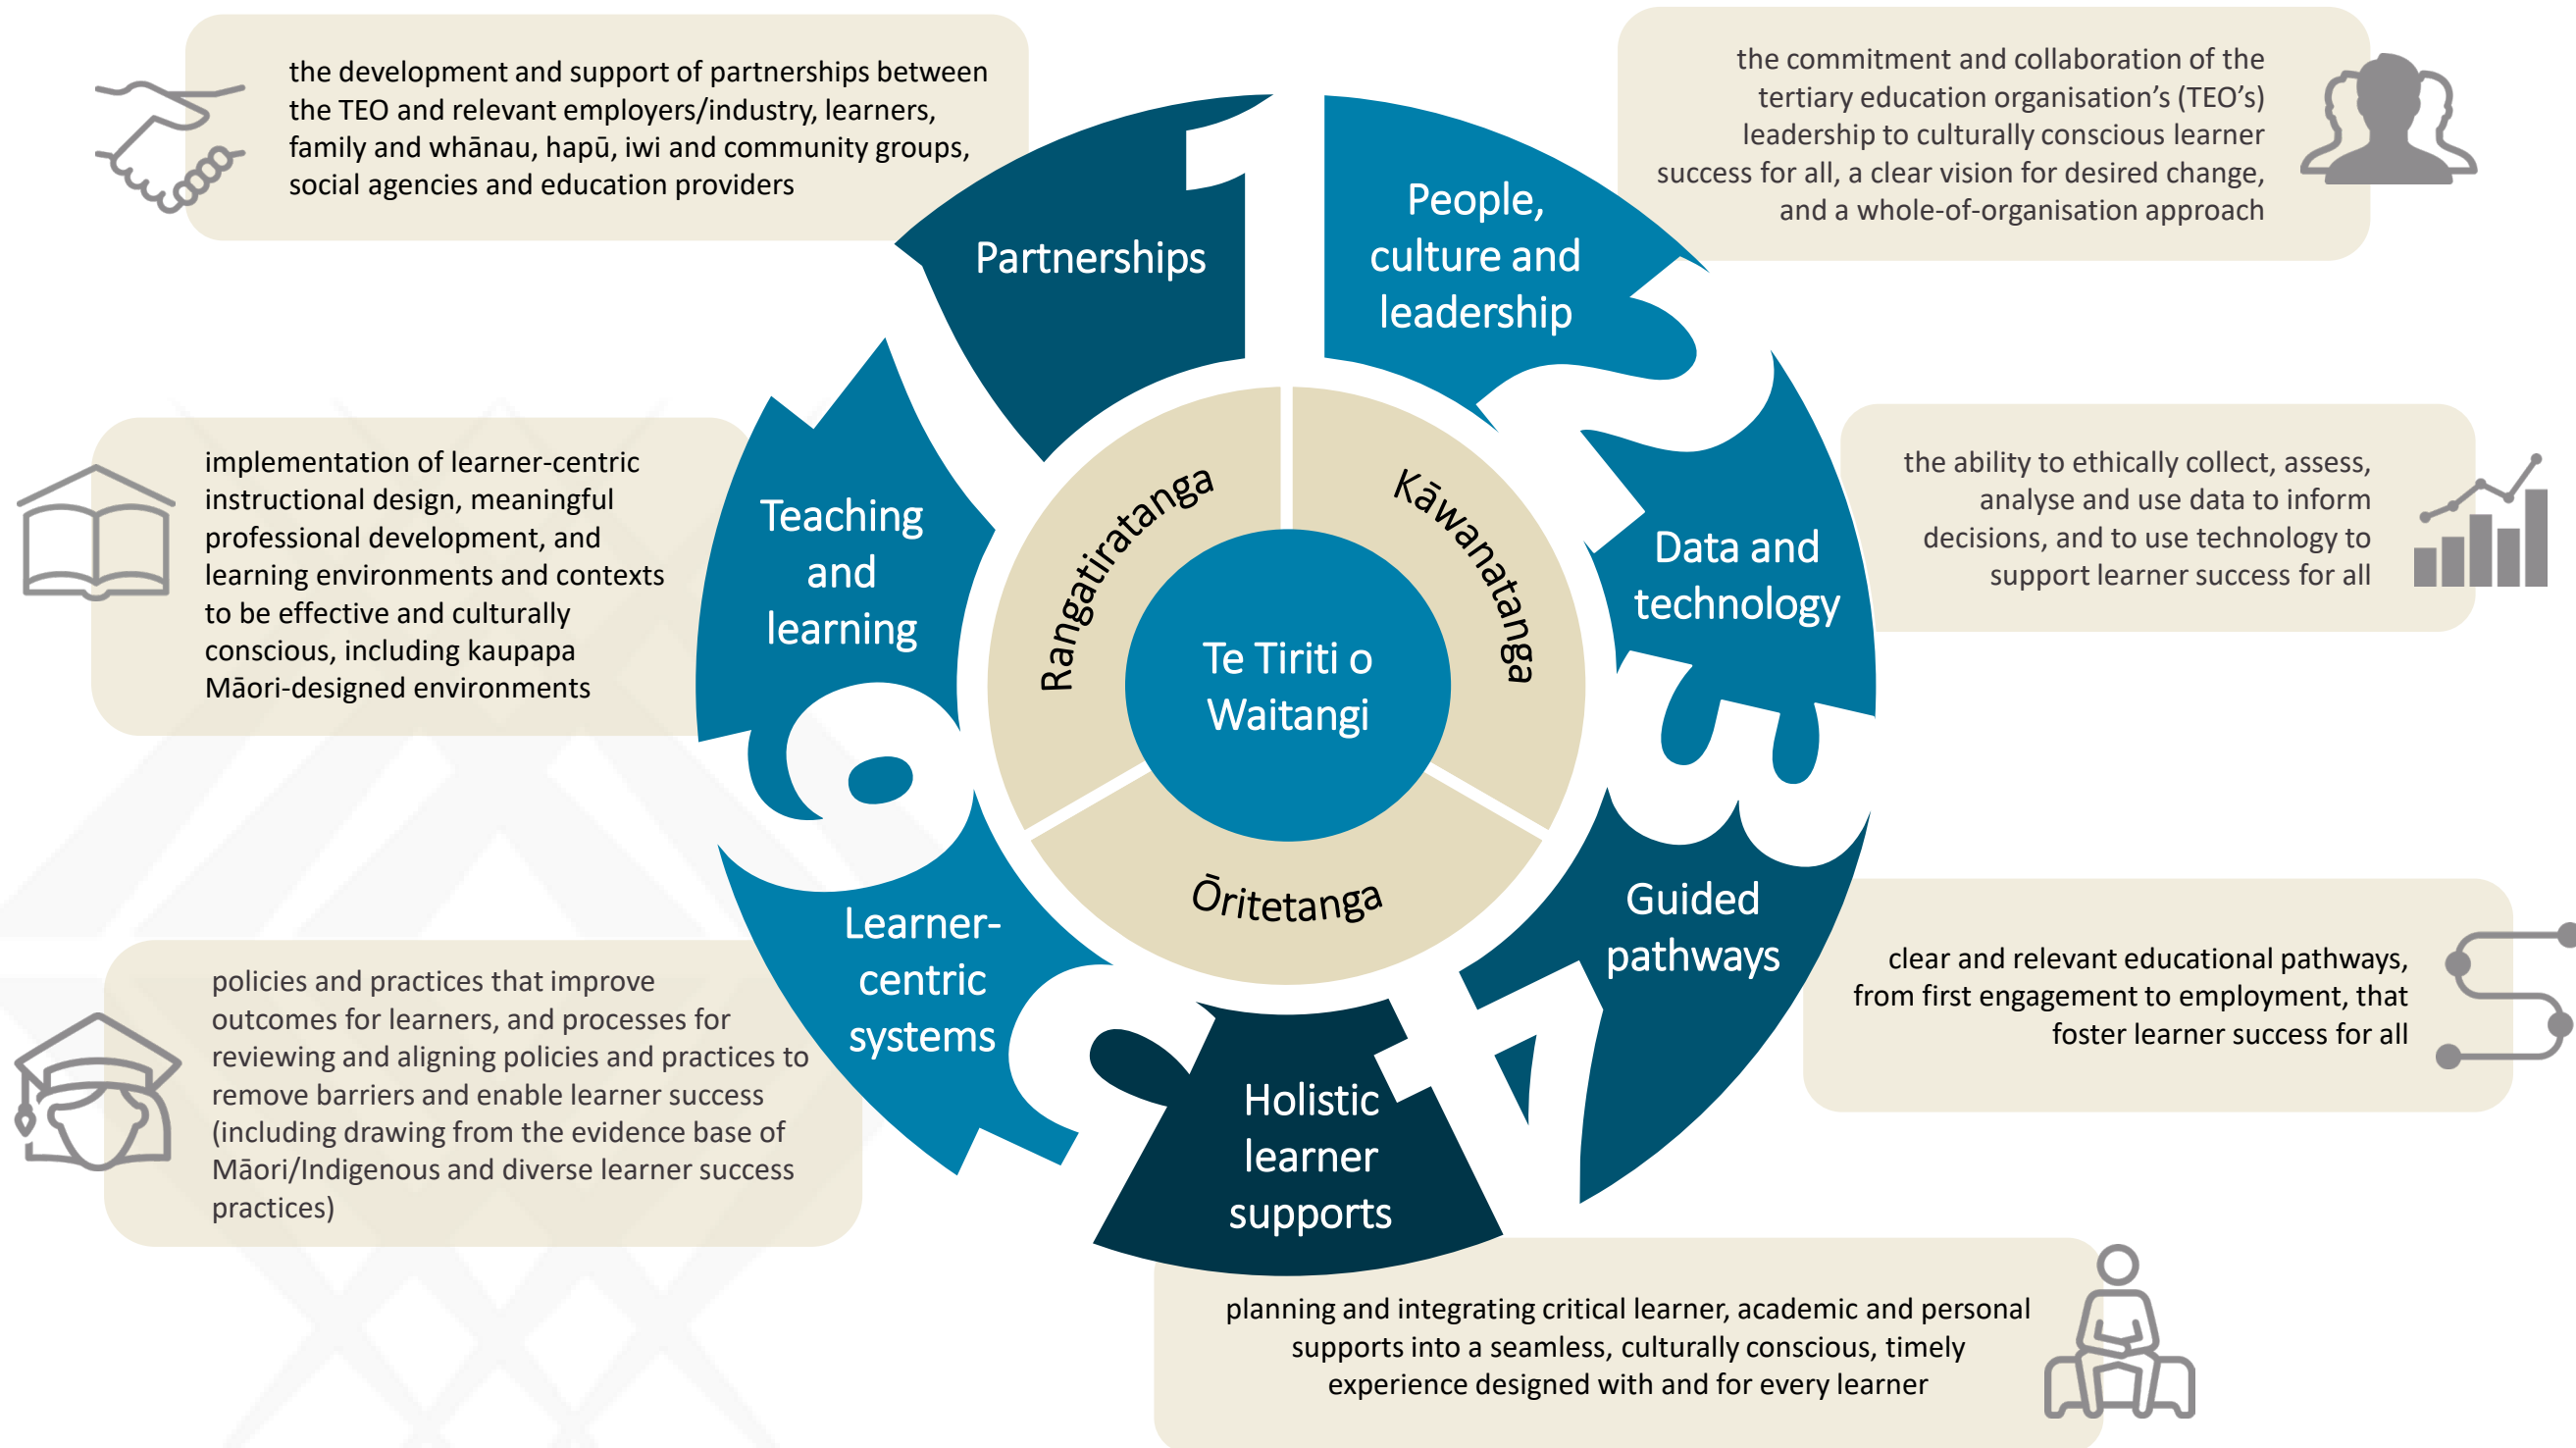 1
People,
culture and
leadership
the commitment and collaboration of the
tertiary education organisation's (TEO's)
leadership to culturally conscious learner
success for all, a clear vision for desired change,
and a whole-of-organisation approach
2
Data and
technology
the ability to ethically collect, assess,
analyse and use data to inform
decisions, and to use technology to
support learner success for all
3
Guided
pathways
clear and relevant educational pathways,
from first engagement to employment, that
foster learner success for all
4
Holistic
learner
supports
planning and integrating critical learner, academic and personal
supports into a seamless, culturally conscious, timely
experience designed with and for every learner
5
Learner-
centric
systems
policies and practices that improve
outcomes for learners, and processes for
reviewing and aligning policies and practices to
remove barriers and enable learner success
(including drawing from the evidence base of
Māori/Indigenous and diverse learner success
practices)
6
Teaching
and
learning
implementation of learner-centric
instructional design, meaningful
professional development, and
learning environments and contexts
to be effective and culturally
conscious, including kaupapa
Māori-designed environments
7
Partnerships
the development and support of partnerships between
the TEO and relevant employers/industry, learners,
family and whānau, hapū, iwi and community groups,
social agencies and education providers
Rangatiratanga
Kāwanatanga
Ōritetanga
Te Tiriti o
Waitangi